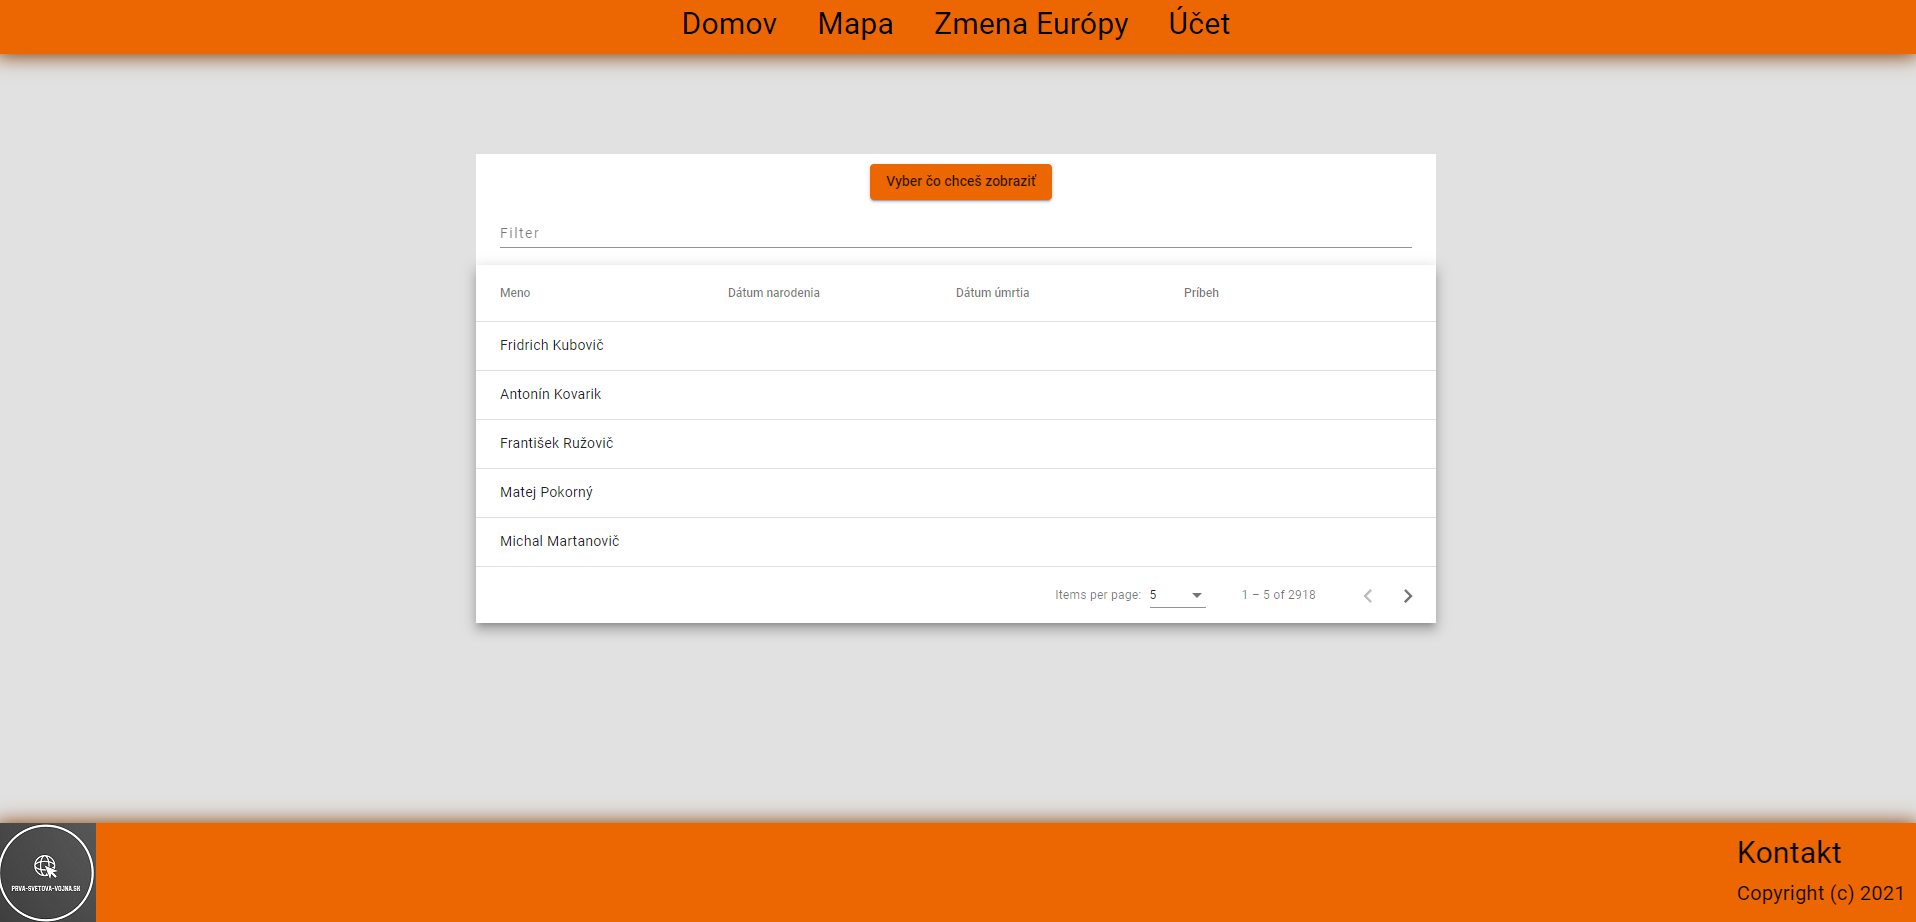 Domov Mapa Zmena Európy Účet
Vyber čo chceš zobraziť
Filter
Meno Dátum narodenia Dátum úmrtia Príbeh
Fridrich Kubovič
Antonín Kovarik
František Ružovič
Matej Pokorný
Michal Martanovič
Items per page: 5 1 – 5 of 2918
PRVA-SVETOVA-VOJNA.SK
Kontakt
Copyright (c) 2021